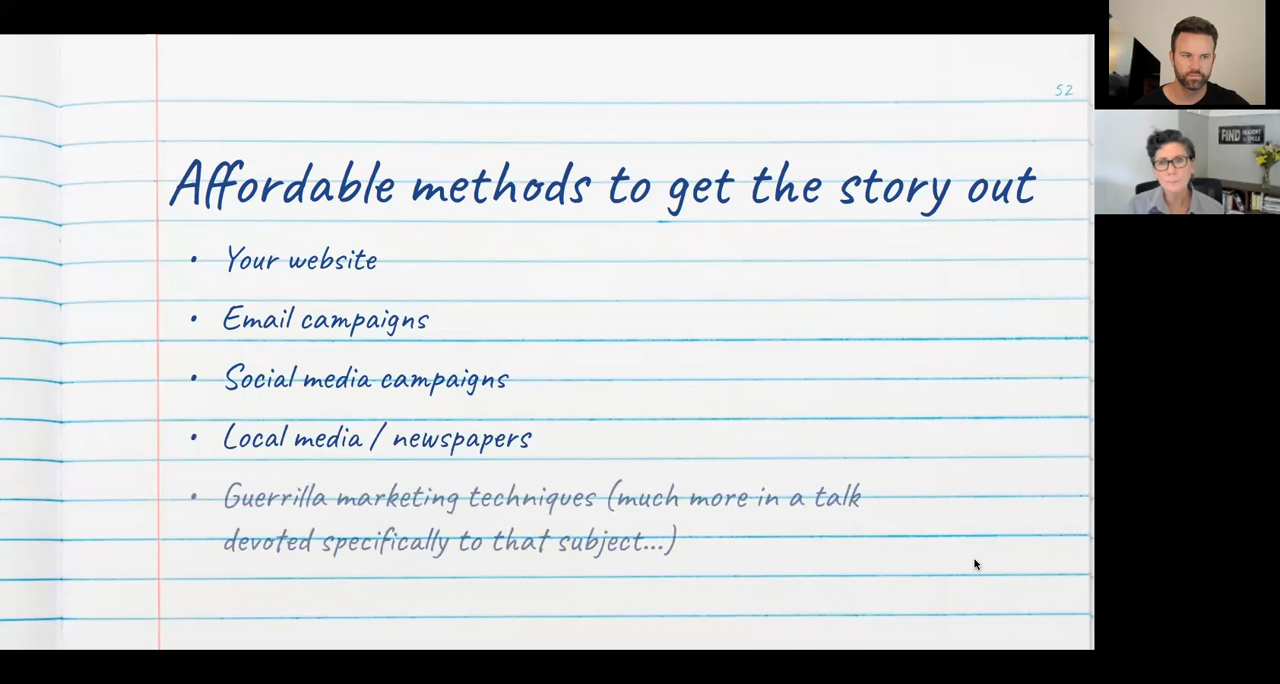 52
Affordable methods to get the story out
• Your website
• Email campaigns
• Social media campaigns
• Local media / newspapers
• Guerrilla marketing techniques (much more in a talk
devoted specifically to that subject...)
FIND